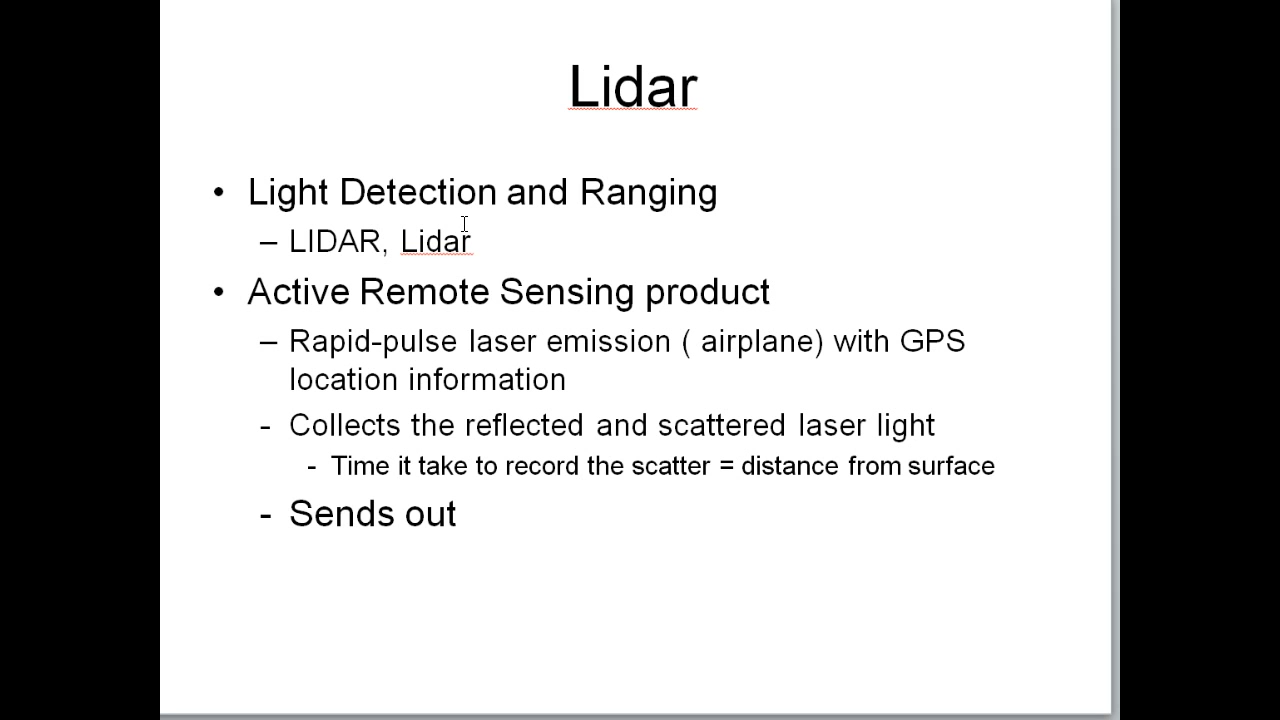 Lidar
• Light Detection and Ranging
– LIDAR, Lidar
• Active Remote Sensing product
– Rapid-pulse laser emission ( airplane) with GPS
location information
- Collects the reflected and scattered laser light
- Time it take to record the scatter = distance from surface
- Sends out